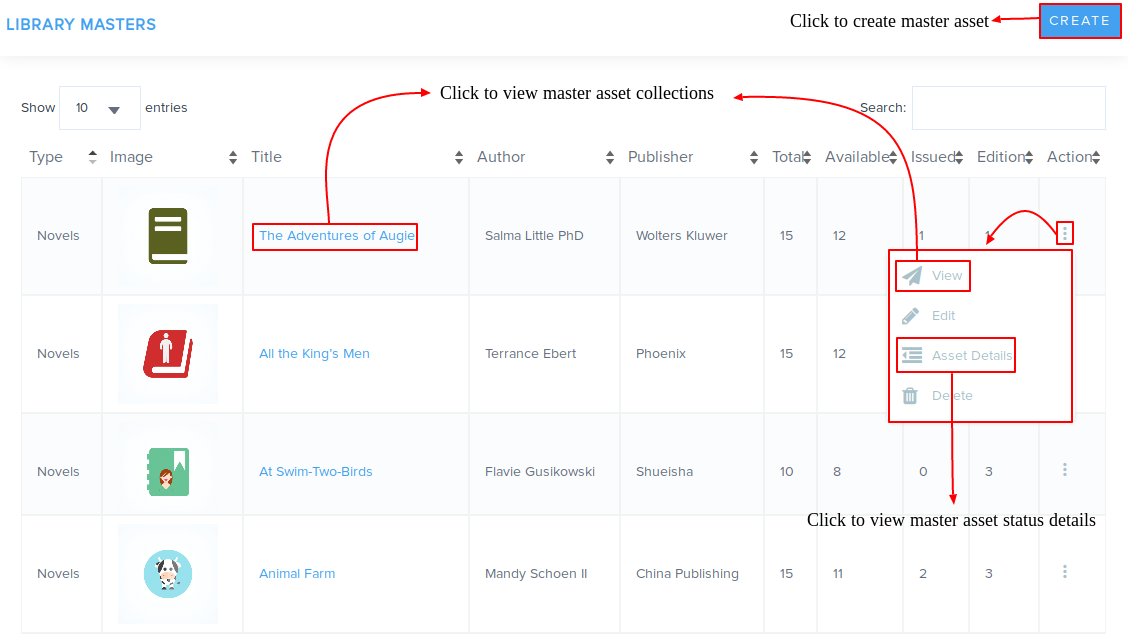 LIBRARY MASTERS
Click to create master asset
CREATE
Show 10 entries
Click to view master asset collections
Search:
Type Image Title Author Publisher Total Available Issued Edition Action
Novels The Adventures of Augie Salma Little PhD Wolters Kluwer 15 12 1 1
View
Edit
Novels All the King's Men Terrance Ebert Phoenix 15 12
Asset Details
Delete
Novels At Swim-Two-Birds Flavie Gusikowski Shueisha 10 8 0 3
Click to view master asset status details
Novels Animal Farm Mandy Schoen II China Publishing 15 11 2 3